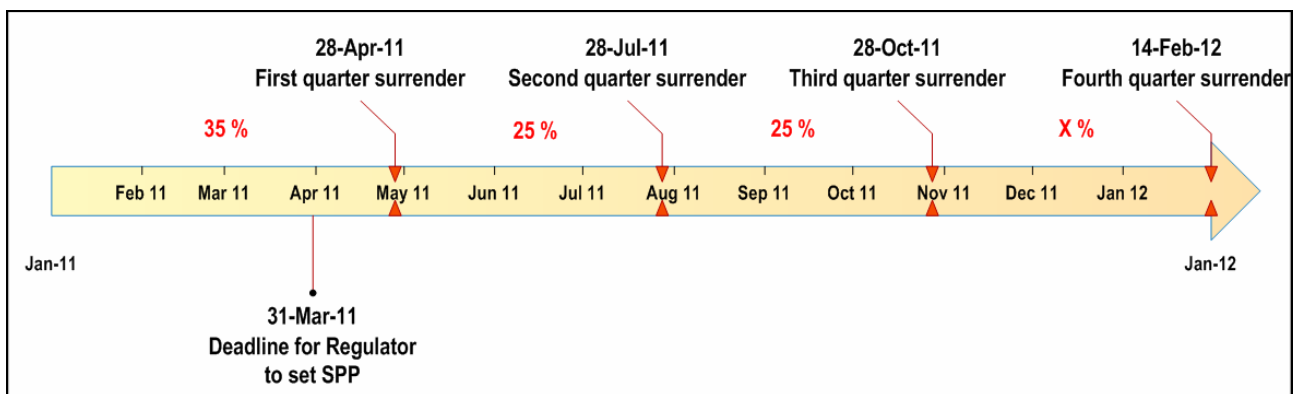 28-Apr-11
First quarter surrender
28-Jul-11
Second quarter surrender
28-Oct-11
Third quarter surrender
14-Feb-12
Fourth quarter surrender
35 %
25 %
25 %
X %
Feb 11 Mar 11 Apr 11 May 11 Jun 11 Jul 11 Aug 11 Sep 11 Oct 11 Nov 11 Dec 11 Jan 12
Jan-11
Jan-12
31-Mar-11
Deadline for Regulator
to set SPP